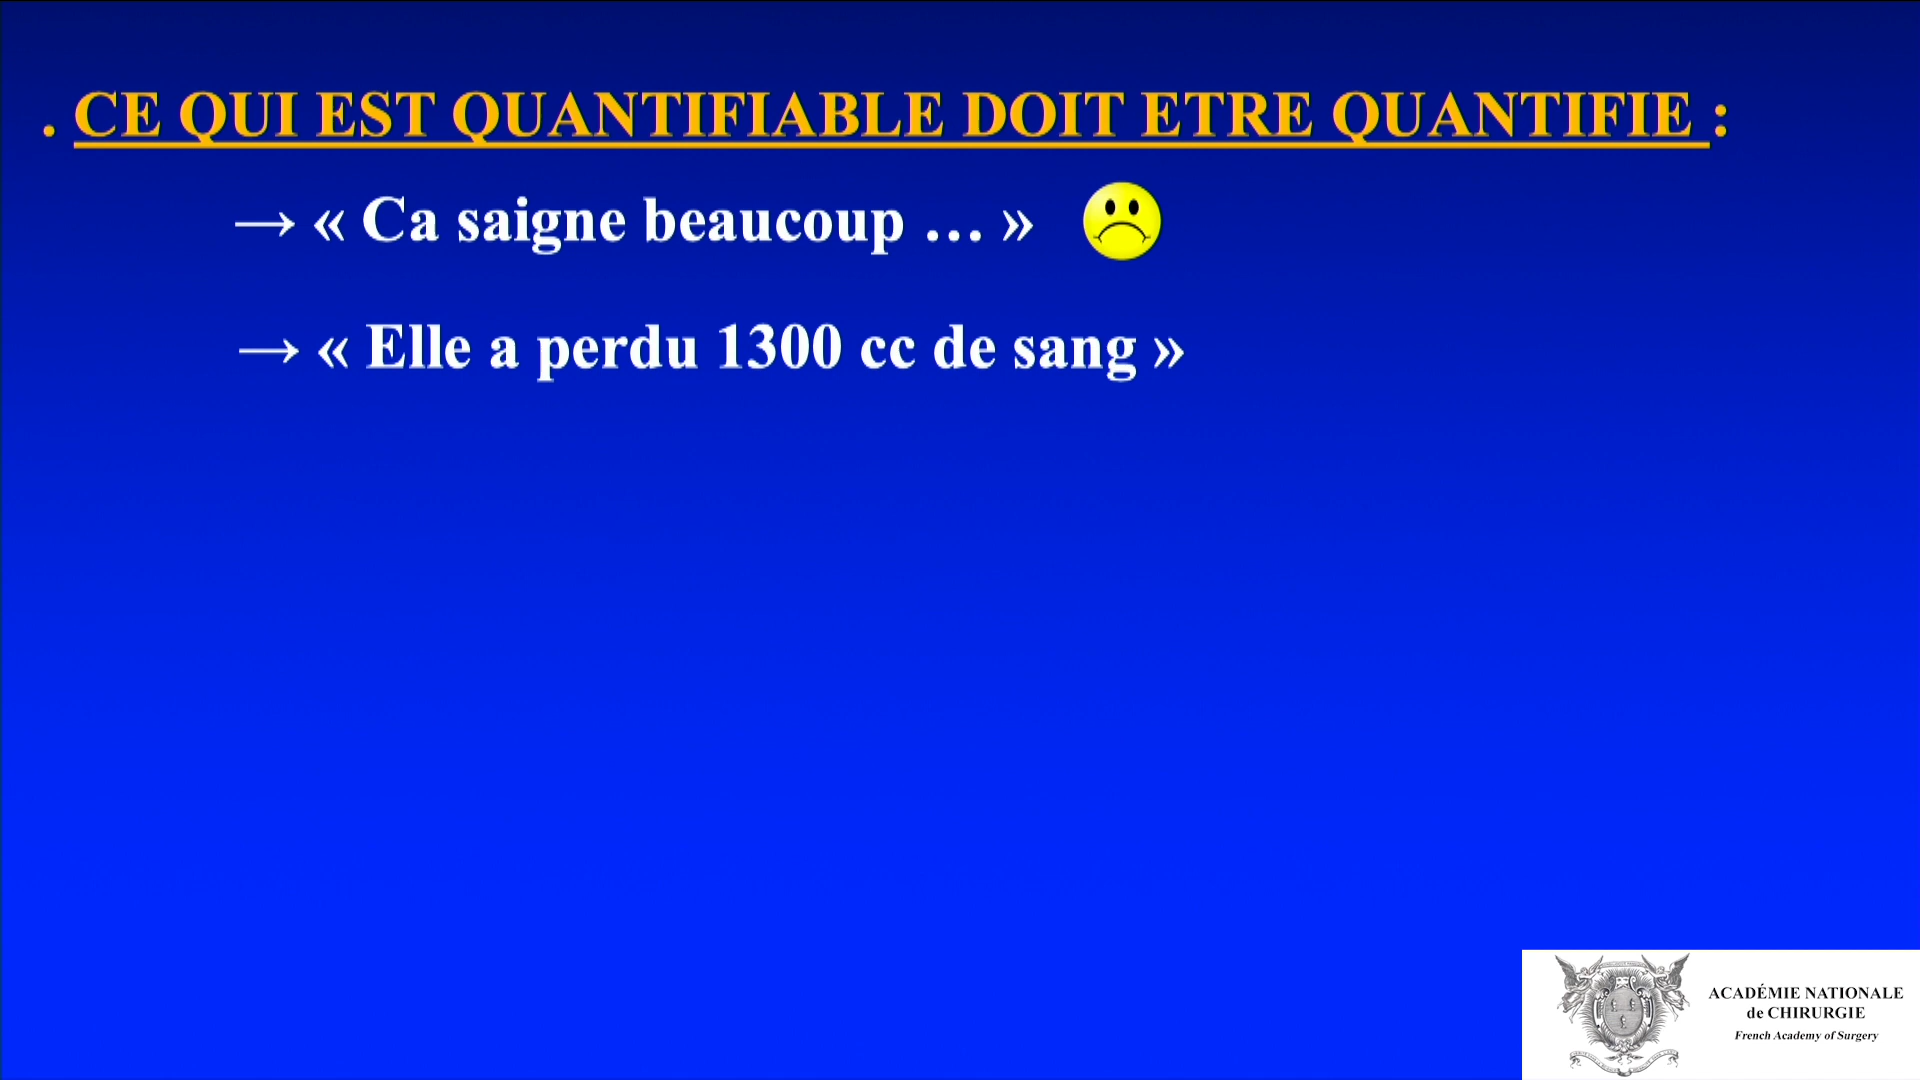 . CE QUI EST QUANTIFIABLE DOIT ETRE QUANTIFIE :
→ « Ca saigne beaucoup … »
→ « Elle a perdu 1300 cc de sang »
ACADÉMIE NATIONALE
de CHIRURGIE
French Academy of Surgery